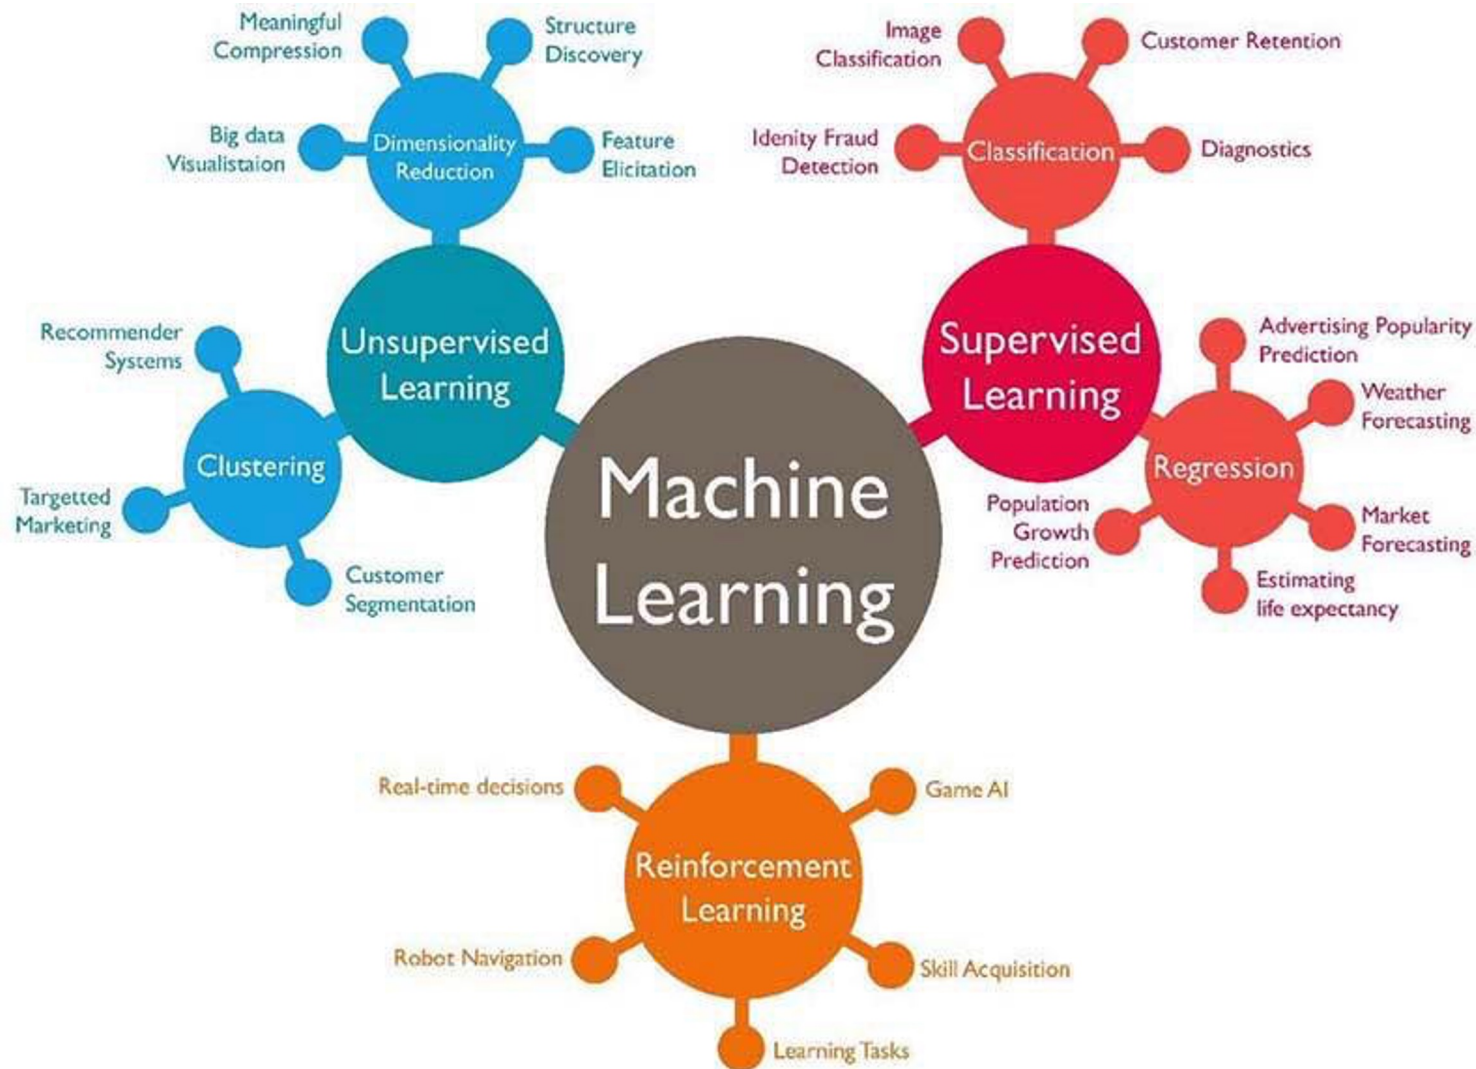 Meaningful
Compression
Structure
Discovery
Big data
Visualistaion
Dimensionality
Reduction
Feature
Elicitation
Image
Classification
Customer Retention
Idenity Fraud
Detection
Classification
Diagnostics
Unsupervised
Learning
Recommender
Systems
Clustering
Targetted
Marketing
Customer
Segmentation
Supervised
Learning
Advertising Popularity
Prediction
Weather
Forecasting
Regression
Population
Growth
Prediction
Market
Forecasting
Estimating
life expectancy
Machine
Learning
Real-time decisions
Game AI
Reinforcement
Learning
Robot Navigation
Skill Acquisition
Learning Tasks